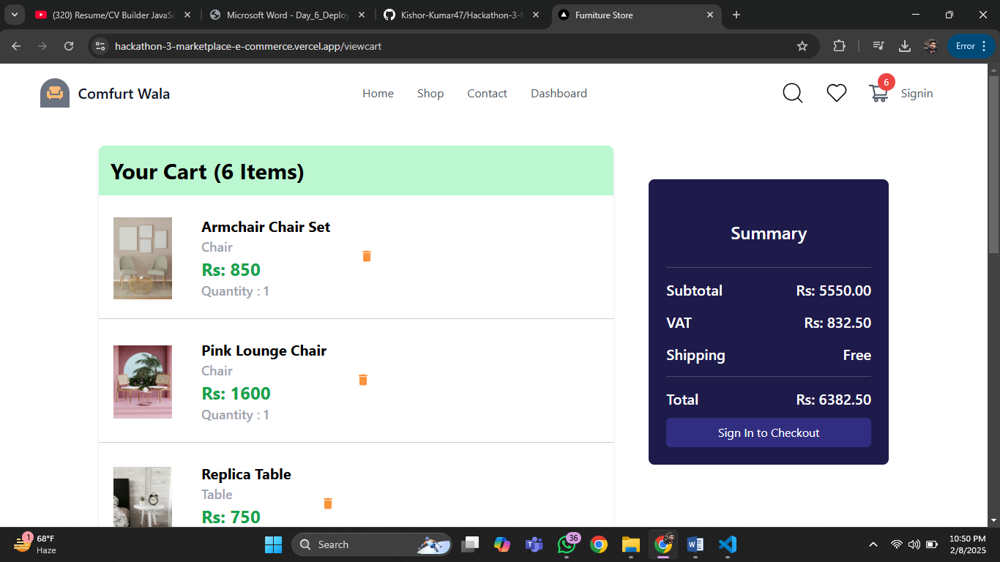 (320) Resume/CV Builder JavaSc
Microsoft Word - Day_6_Deploy
Kishor-Kumar47/Hackathon-3-M
Furniture Store
hackathon-3-marketplace-e-commerce.vercel.app/viewcart
Error
Comfurt Wala
Home
Shop
Contact
Dashboard
6
Signin
Your Cart (6 Items)
Armchair Chair Set
Chair
Rs: 850
Quantity : 1
Pink Lounge Chair
Chair
Rs: 1600
Quantity : 1
Replica Table
Table
Rs: 750
Summary
Subtotal Rs: 5550.00
VAT Rs: 832.50
Shipping Free
Total Rs: 6382.50
Sign In to Checkout
1
68°F
Haze
Search
36
10:50 PM
2/8/2025